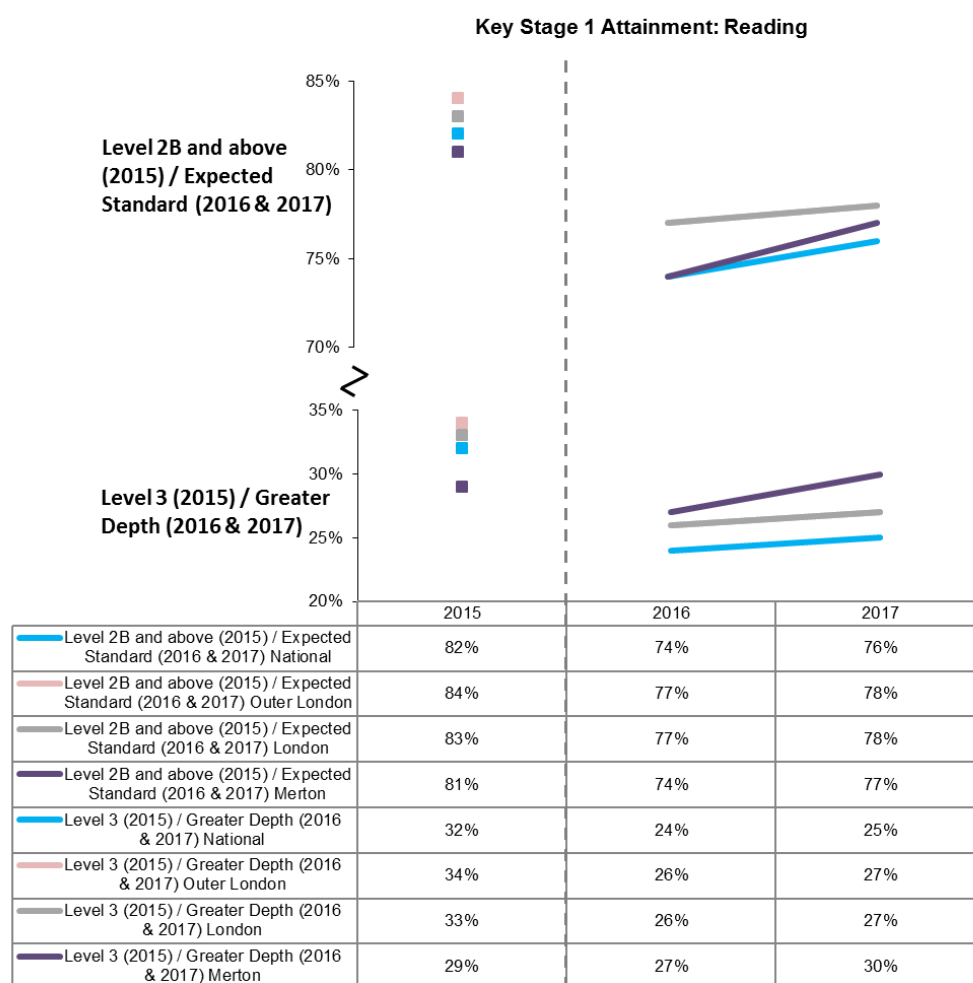 Key Stage 1 Attainment: Reading
85%
Level 2B and above
(2015) / Expected
Standard (2016 & 2017)
80%
75%
70%
35%
30%
Level 3 (2015) / Greater
Depth (2016 & 2017)
25%
20%
2015 2016 2017
Level 2B and above (2015) / Expected
Standard (2016 & 2017) National
82% 74% 76%
Level 2B and above (2015) / Expected
Standard (2016 & 2017) Outer London
84% 77% 78%
Level 2B and above (2015) / Expected
Standard (2016 & 2017) London
83% 77% 78%
Level 2B and above (2015) / Expected
Standard (2016 & 2017) Merton
81% 74% 77%
Level 3 (2015) / Greater Depth (2016
& 2017) National
32% 24% 25%
Level 3 (2015) / Greater Depth (2016
& 2017) Outer London
34% 26% 27%
Level 3 (2015) / Greater Depth (2016
& 2017) London
33% 26% 27%
Level 3 (2015) / Greater Depth (2016
& 2017) Merton
29% 27% 30%